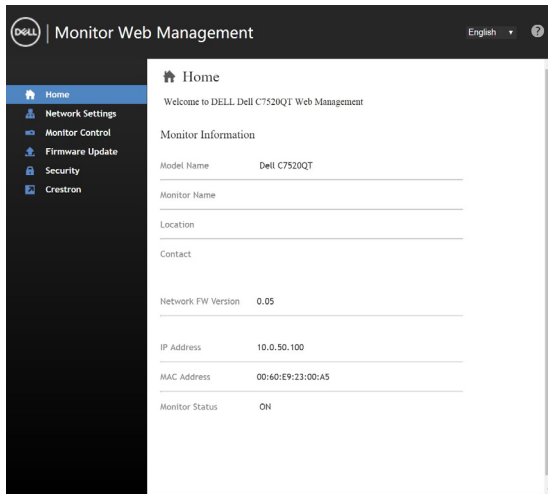 DELL | Monitor Web Management
English
?
Home
Network Settings
Monitor Control
Firmware Update
Security
Crestron
Home
Welcome to DELL Dell C7520QT Web Management
Monitor Information
Model Name Dell C7520QT
Monitor Name
Location
Contact
Network FW Version 0.05
IP Address 10.0.50.100
MAC Address 00:60:E9:23:00:A5
Monitor Status ON